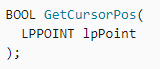 BOOL GetCursorPos(
  LPPOINT lpPoint
);